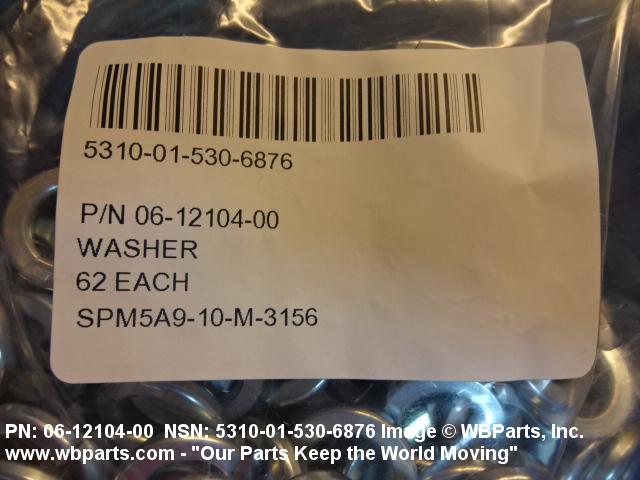 5310-01-530-6876
P/N 06-12104-00
WASHER
62 EACH
SPM5A9-10-M-3156
PN: 06-12104-00 NSN: 5310-01-530-6876 Image © WBParts, Inc.
www.wbparts.com - "Our Parts Keep the World Moving"